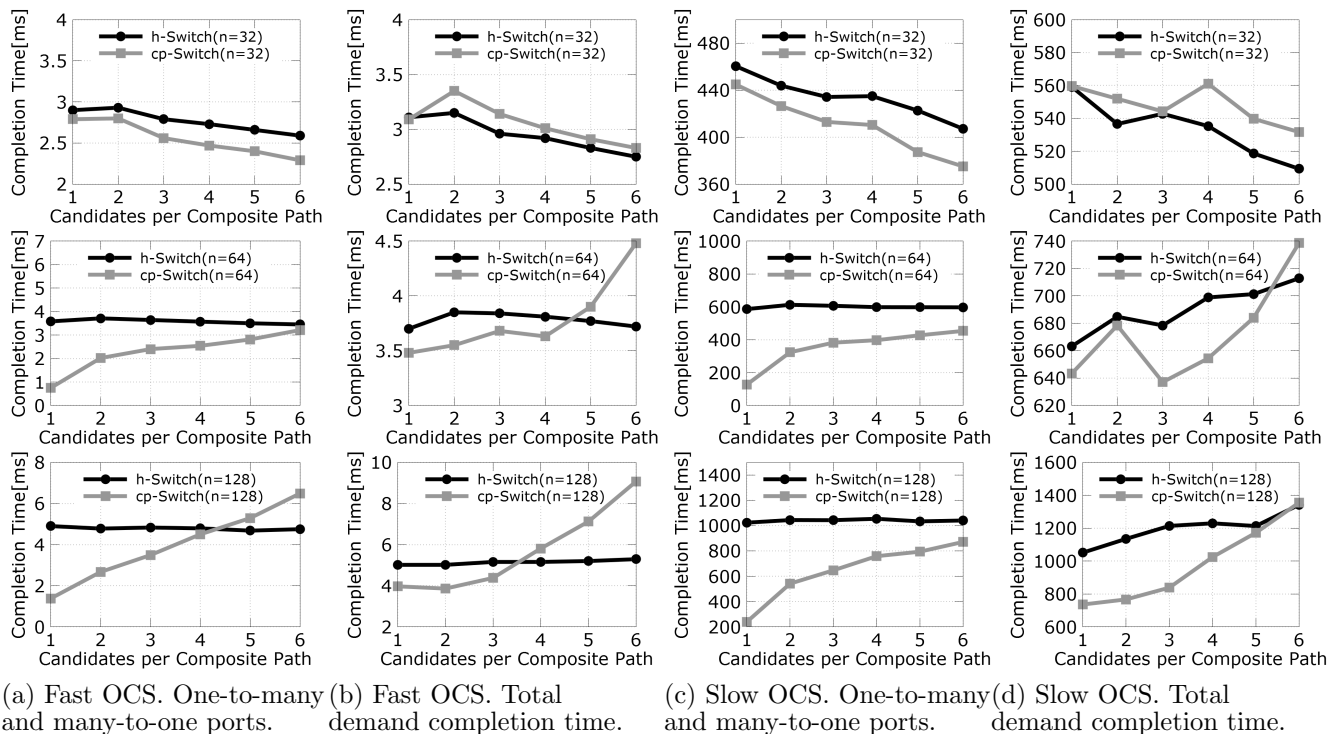 Completion Time[ms]
4
3.5
3
2.5
2
h-Switch(n=32)
cp-Switch(n=32)
1 2 3 4 5 6
Candidates per Composite Path
Completion Time[ms]
4
3.5
3
2.5
h-Switch(n=32)
cp-Switch(n=32)
1 2 3 4 5 6
Candidates per Composite Path
Completion Time[ms]
480
440
400
360
h-Switch(n=32)
cp-Switch(n=32)
1 2 3 4 5 6
Candidates per Composite Path
Completion Time[ms]
600
580
560
540
520
500
h-Switch(n=32)
cp-Switch(n=32)
1 2 3 4 5 6
Candidates per Composite Path
Completion Time[ms]
7
6
5
4
3
2
1
0
h-Switch(n=64)
cp-Switch(n=64)
1 2 3 4 5 6
Candidates per Composite Path
Completion Time[ms]
4.5
4
3.5
3
h-Switch(n=64)
cp-Switch(n=64)
1 2 3 4 5 6
Candidates per Composite Path
Completion Time[ms]
1000
800
600
400
200
0
h-Switch(n=64)
cp-Switch(n=64)
1 2 3 4 5 6
Candidates per Composite Path
Completion Time[ms]
740
720
700
680
660
640
620
h-Switch(n=64)
cp-Switch(n=64)
1 2 3 4 5 6
Candidates per Composite Path
Completion Time[ms]
8
6
4
2
0
h-Switch(n=128)
cp-Switch(n=128)
1 2 3 4 5 6
Candidates per Composite Path
Completion Time[ms]
10
8
6
4
2
h-Switch(n=128)
cp-Switch(n=128)
1 2 3 4 5 6
Candidates per Composite Path
Completion Time[ms]
1400
1200
1000
800
600
400
200
h-Switch(n=128)
cp-Switch(n=128)
1 2 3 4 5 6
Candidates per Composite Path
Completion Time[ms]
1600
1400
1200
1000
800
600
h-Switch(n=128)
cp-Switch(n=128)
1 2 3 4 5 6
Candidates per Composite Path
(a) Fast OCS. One-to-many
and many-to-one ports.
(b) Fast OCS. Total
demand completion time.
(c) Slow OCS. One-to-many
and many-to-one ports.
(d) Slow OCS. Total
demand completion time.